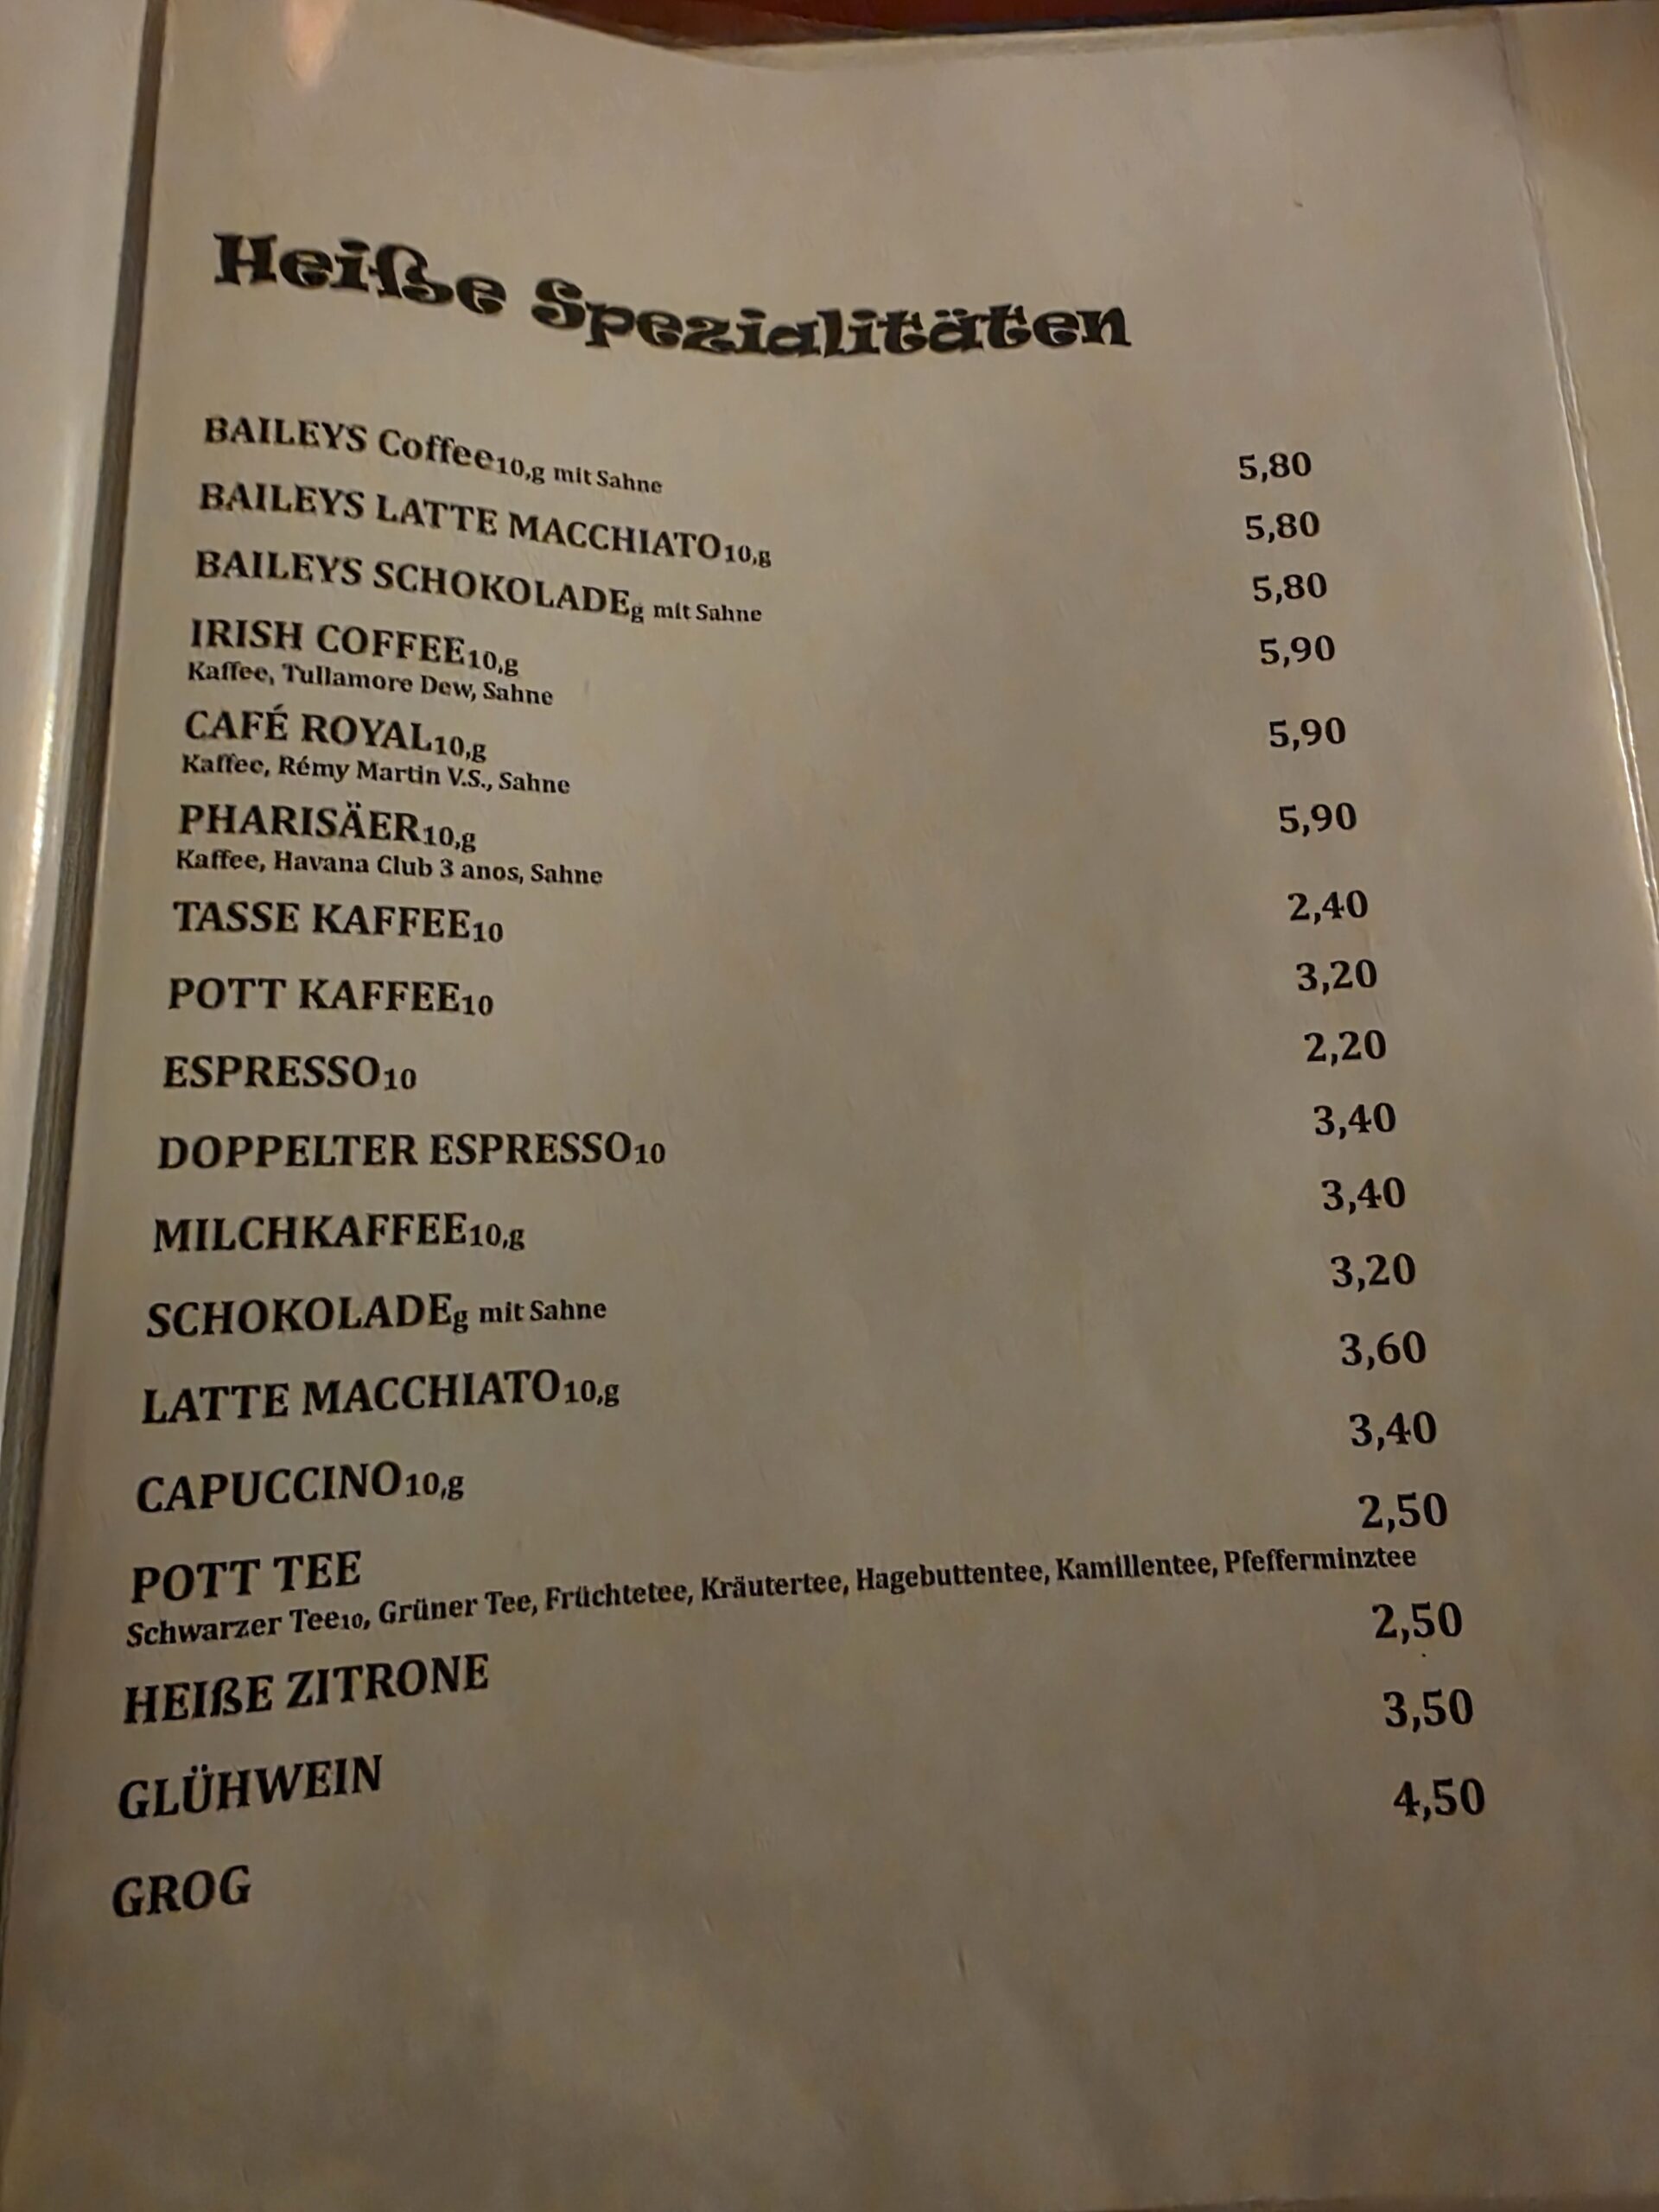 Heiße Spezialitäten
BAILEYS Coffee10,g mit Sahne 5,80
BAILEYS LATTE MACCHIATO10,g 5,80
BAILEYS SCHOKOLADEg mit Sahne 5,80
IRISH COFFEE10,g 5,90
Kaffee, Tullamore Dew, Sahne
CAFÉ ROYAL10,g 5,90
Kaffee, Rémy Martin V.S., Sahne
PHARISÄER10,g 5,90
Kaffee, Havana Club 3 anos, Sahne
TASSE KAFFEE10 2,40
POTT KAFFEE10 3,20
ESPRESSO10 2,20
DOPPELTER ESPRESSO10 3,40
MILCHKAFFEE10,g 3,40
SCHOKOLADEg mit Sahne 3,20
LATTE MACCHIATO10,g 3,60
CAPUCCINO10,g 3,40
POTT TEE 2,50
Schwarzer Tee10, Grüner Tee, Früchtetee, Kräutertee, Hagebuttentee, Kamillentee, Pfefferminztee
HEIßE ZITRONE 2,50
GLÜHWEIN 3,50
GROG 4,50